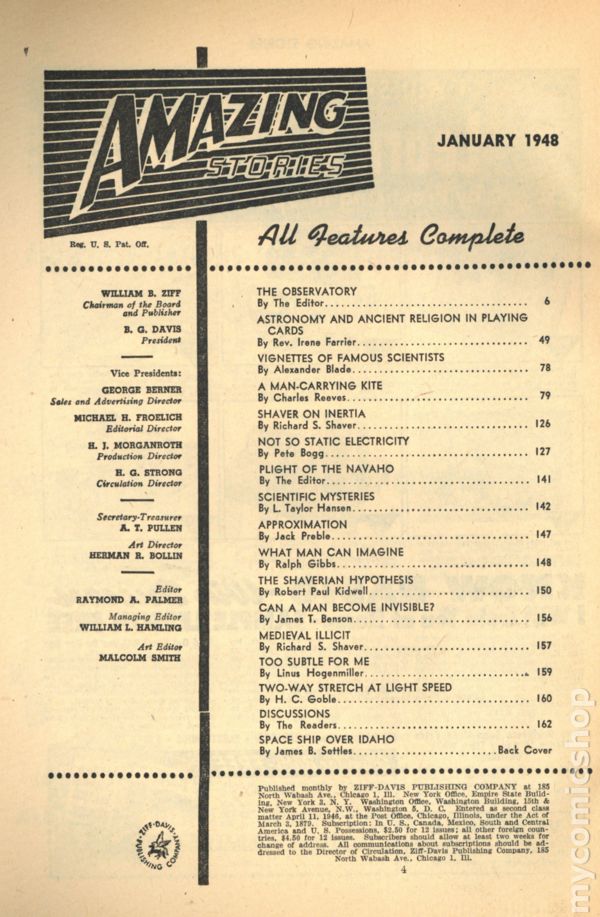 AMAZING
STORIES
JANUARY 1948
Reg. U. S. Pat. Off.
All Features Complete
WILLIAM B. ZIFF
Chairman of the Board
and Publisher
B. G. DAVIS
President
Vice Presidents:
GEORGE BERNER
Sales and Advertising Director
MICHAEL H. FROELICH
Editorial Director
H. J. MORGANROTH
Production Director
H. G. STRONG
Circulation Director
Secretary-Treasurer
A. T. PULLEN
Art Director
HERMAN R. BOLLIN
Editor
RAYMOND A. PALMER
Managing Editor
WILLIAM L. HAMLING
Art Editor
MALCOLM SMITH
THE OBSERVATORY
By The Editor.................................. 6
ASTRONOMY AND ANCIENT RELIGION IN PLAYING
CARDS
By Rev. Irene Farrier............................ 49
VIGNETTES OF FAMOUS SCIENTISTS
By Alexander Blade............................ 78
A MAN-CARRYING KITE
By Charles Reeves............................. 79
SHAVER ON INERTIA
By Richard S. Shaver........................... 126
NOT SO STATIC ELECTRICITY
By Pete Bogg.................................. 127
PLIGHT OF THE NAVAHO
By The Editor.................................. 141
SCIENTIFIC MYSTERIES
By L. Taylor Hansen............................ 142
APPROXIMATION
By Jack Preble................................. 147
WHAT MAN CAN IMAGINE
By Ralph Gibbs................................ 148
THE SHAVERIAN HYPOTHESIS
By Robert Paul Kidwell.......................... 150
CAN A MAN BECOME INVISIBLE?
By James T. Benson............................. 156
MEDIEVAL ILLICIT
By Richard S. Shaver............................ 157
TOO SUBTLE FOR ME
By Linus Hogenmiller............................ 159
TWO-WAY STRETCH AT LIGHT SPEED
By H. C. Goble................................ 160
DISCUSSIONS
By The Readers................................ 162
SPACE SHIP OVER IDAHO
By James B. Settles........................Back Cover
Published monthly by ZIFF-DAVIS PUBLISHING COMPANY at 185
North Wabash Ave., Chicago 1, Ill. New York Office, Empire State Build-
ing, New York 3, N. Y. Washington Office, Washington Building, 15th &
New York Avenue, N.W., Washington 5, D. C. Entered as second class
matter April 11, 1946, at the Post Office, Chicago, Illinois, under the Act of
March 3, 1879. Subscription: In U. S., Canada, Mexico, South and Central
America and U. S. Possessions, $2.50 for 12 issues; all other foreign coun-
tries, $4.50 for 12 issues. Subscribers should allow at least two weeks for
change of address. All communications about subscriptions should be ad-
dressed to the Director of Circulation, Ziff-Davis Publishing Company, 185
North Wabash Ave., Chicago 1, Ill.
ZIFF-DAVIS
PUBLISHING COMPANY
4
mycomicshop